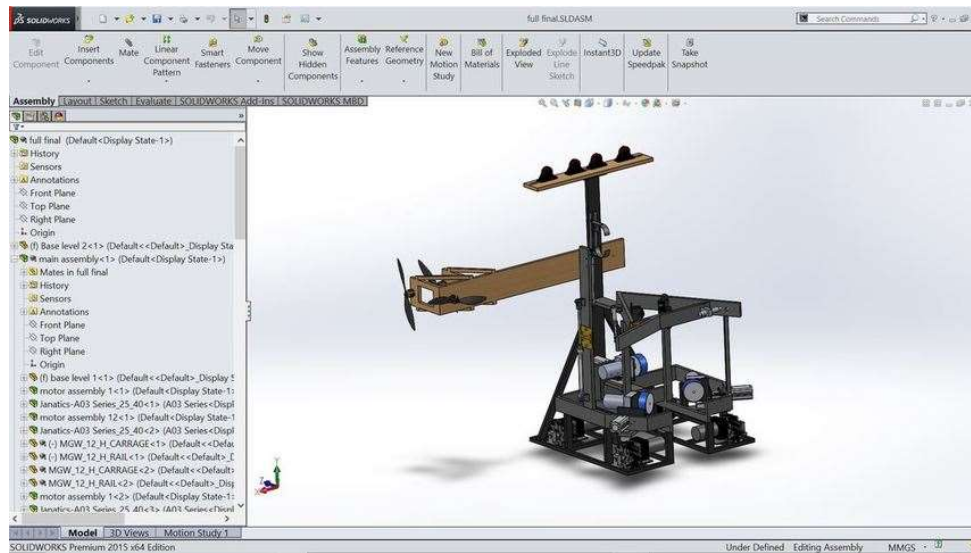 DS SOLIDWORKS
full final.SLDASM
Search Commands
Edit Component
Insert Components
Mate
Linear Component Pattern
Smart Fasteners
Move Component
Show Hidden Components
Assembly Features
Reference Geometry
New Motion Study
Bill of Materials
Exploded View
Explode Line Sketch
Instant3D
Update Speedpak
Take Snapshot
Assembly Layout Sketch Evaluate SOLIDWORKS Add-Ins SOLIDWORKS MBD
full final (Default<Display State-1>)
History
Sensors
Annotations
Front Plane
Top Plane
Right Plane
Origin
(f) Base level 2<1> (Default<<Default>_Display Sta
main assembly<1> (Default<Display State-1>)
Mates in full final
History
Sensors
Annotations
Front Plane
Top Plane
Right Plane
Origin
(f) base level 1<1> (Default<<Default>_Display S
motor assembly 1<1> (Default<Display State-1>
Janatics-A03 Series_25_40<1> (A03 Series<Displ
motor assembly 12<1> (Default<Display State-1
Janatics-A03 Series_25_40<2> (A03 Series<Displ
(-) MGW_12_H_CARRAGE<1> (Default<<Defau
(-) MGW_12_H_RAIL<1> (Default<<Default>_D
MGW_12_H_CARRAGE<2> (Default<<Default>
MGW_12_H_RAIL<2> (Default<<Default>_Disp
motor assembly 1<2> (Default<Display State-1>
Janatics-A03 Series_25_40<3> (A03 Series<Displ
Model 3D Views Motion Study 1
SOLIDWORKS Premium 2015 x64 Edition
Under Defined Editing Assembly MMGS